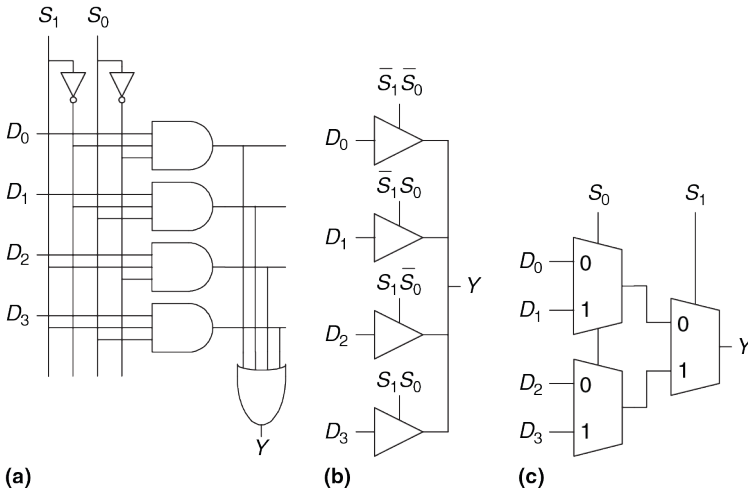 S₁ S₀
D₀
D₁
D₂
D₃
Y
(a)
S̅₁S̅₀
D₀
S̅₁S₀
D₁
S₁S̅₀
D₂
S₁S₀
D₃
Y
(b)
S₀ S₁
D₀ 0
D₁ 1
D₂ 0
D₃ 1
0
1
Y
(c)